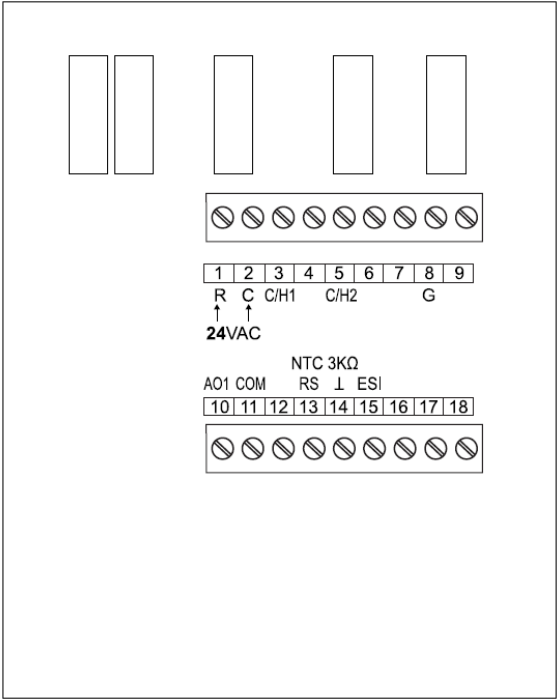 1 2 3 4 5 6 7 8 9
R C C/H1 C/H2 G
24VAC
NTC 3KΩ
AO1 COM RS ⊥ ESI
10 11 12 13 14 15 16 17 18